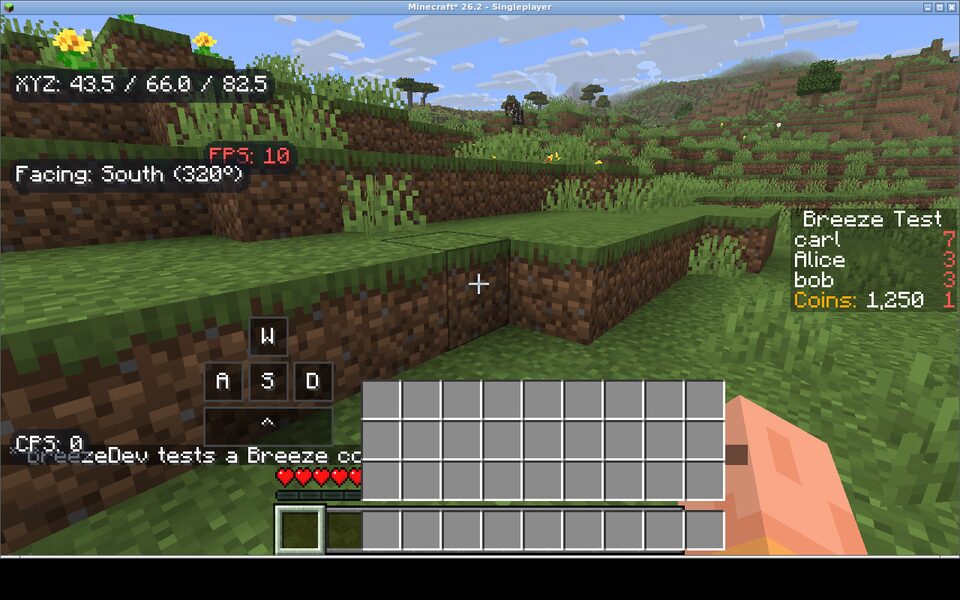 Minecraft* 26.2 - Singleplayer
XYZ: 43.5 / 66.0 / 82.5
FPS: 10
Facing: South (320°)
Breeze Test
carl 7
Alice 3
bob 3
Coins: 1,250 1
W
A S D
^
CPS: 0
BreezeDev tests a Breeze